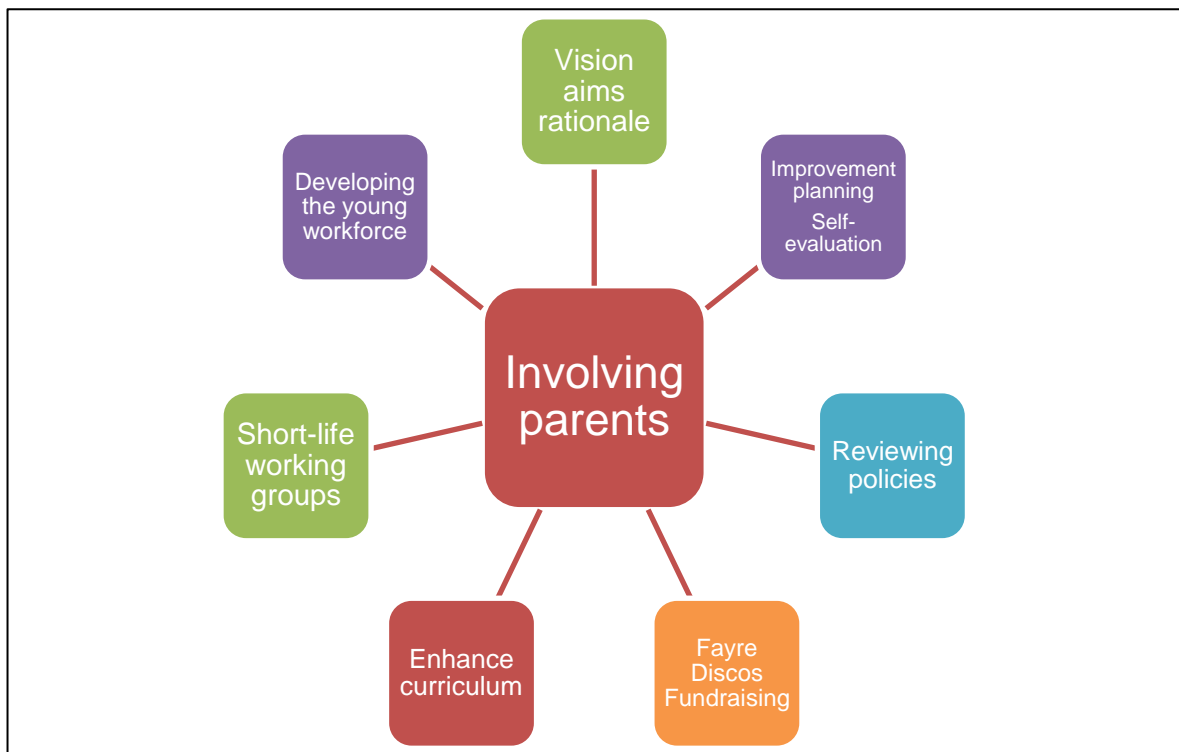 Vision
aims
rationale
Improvement
planning
Self-
evaluation
Reviewing
policies
Fayre
Discos
Fundraising
Enhance
curriculum
Short-life
working
groups
Developing
the young
workforce
Involving
parents